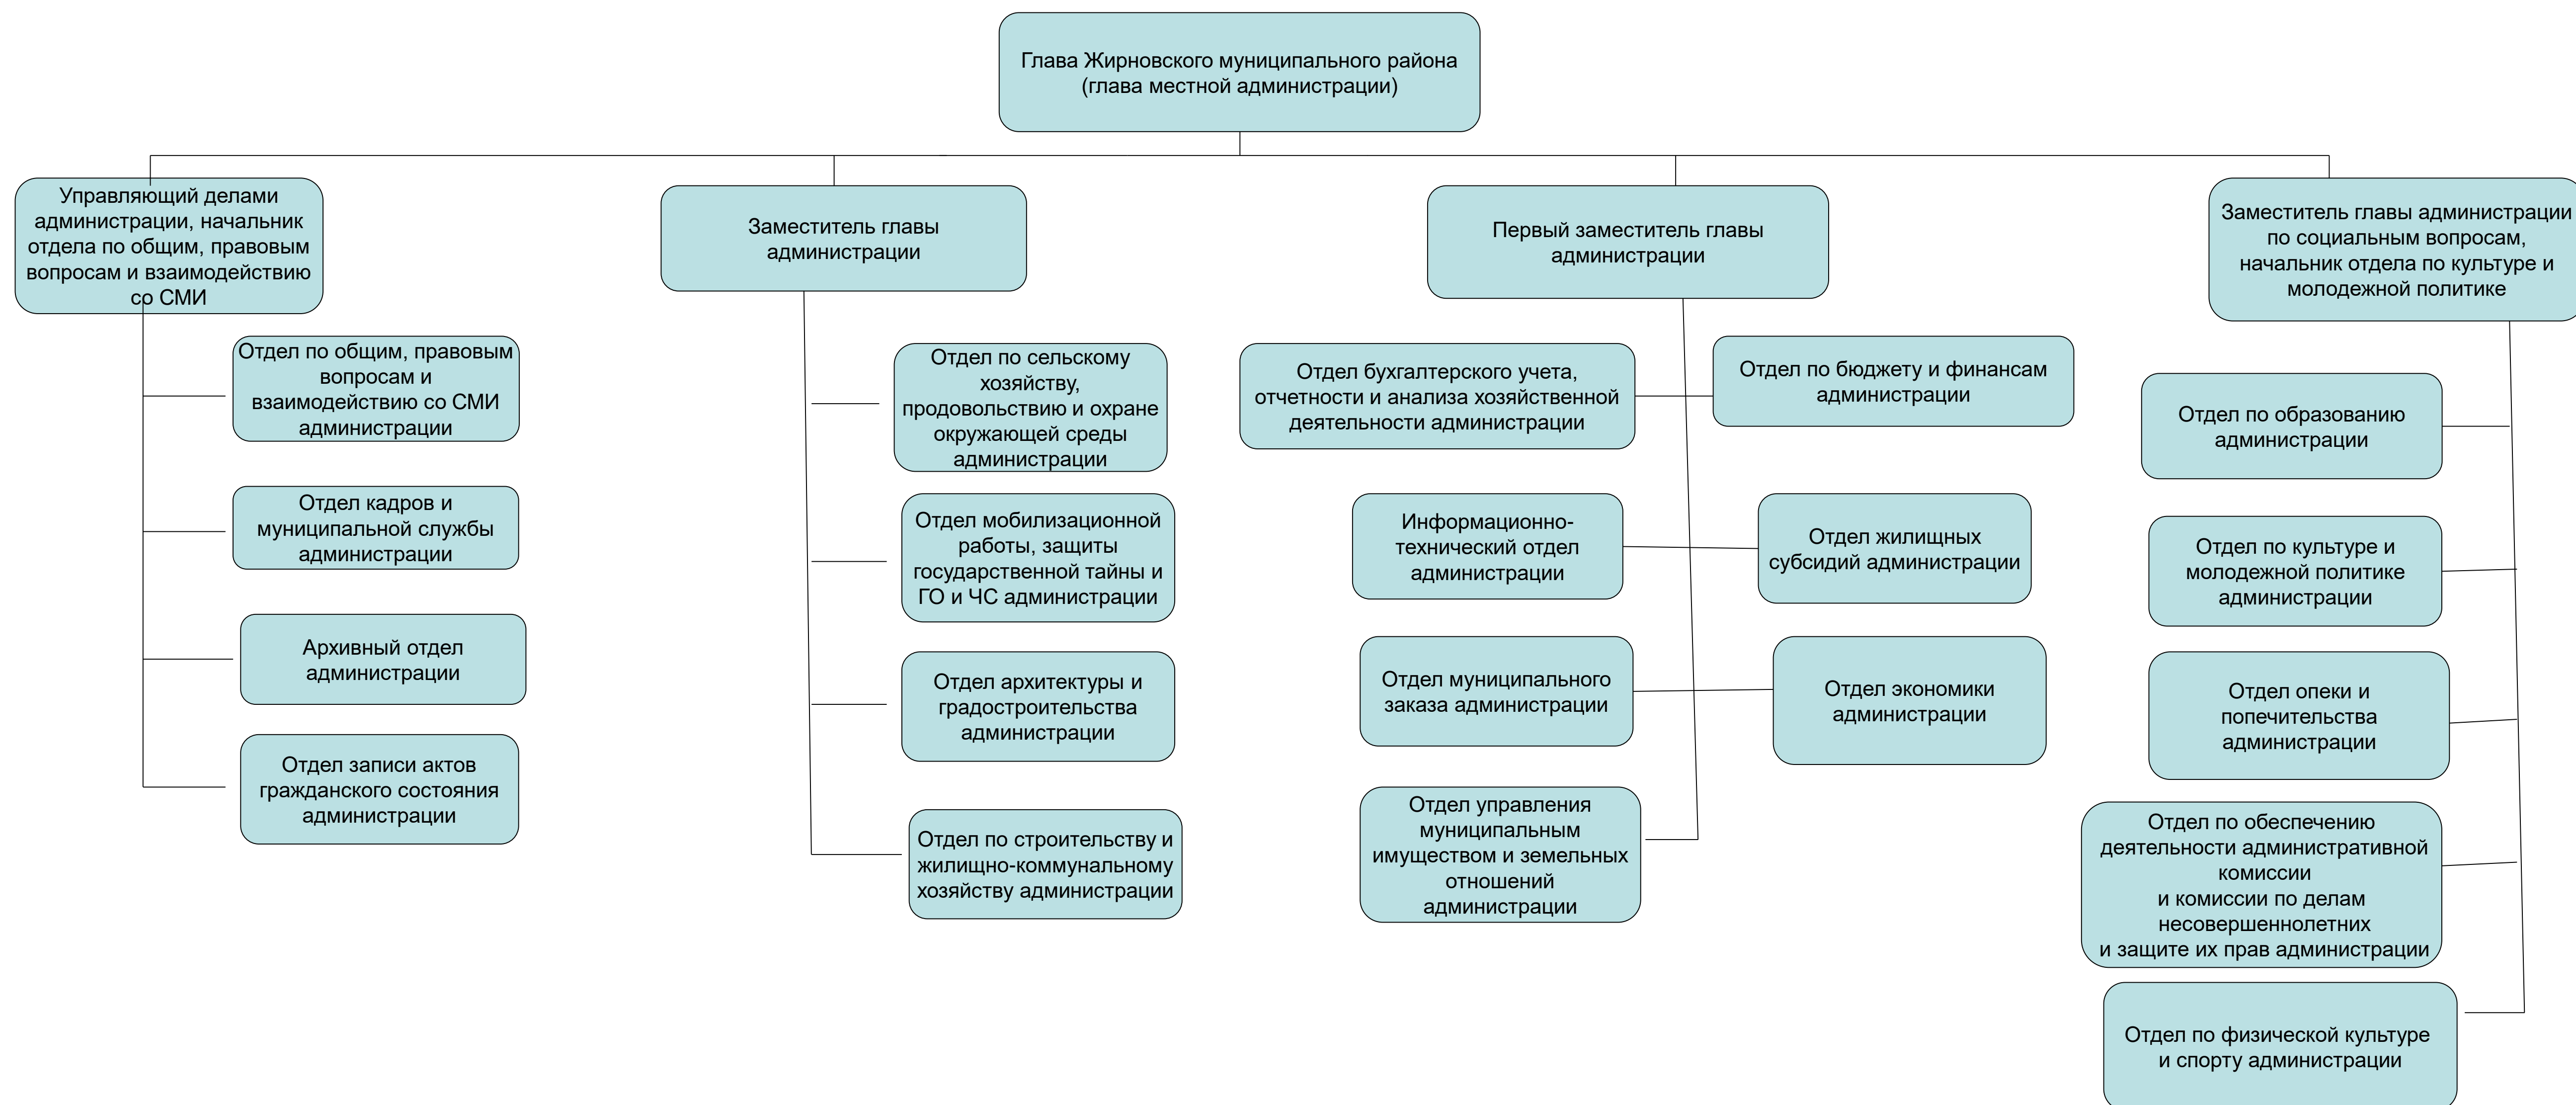 Глава Жирновского муниципального района
(глава местной администрации)
Управляющий делами
администрации, начальник
отдела по общим, правовым
вопросам и взаимодействию
со СМИ
Заместитель главы
администрации
Первый заместитель главы
администрации
Заместитель главы администрации
по социальным вопросам,
начальник отдела по культуре и
молодежной политике
Отдел по общим, правовым
вопросам и
взаимодействию со СМИ
администрации
Отдел кадров и
муниципальной службы
администрации
Архивный отдел
администрации
Отдел записи актов
гражданского состояния
администрации
Отдел по сельскому
хозяйству,
продовольствию и охране
окружающей среды
администрации
Отдел мобилизационной
работы, защиты
государственной тайны и
ГО и ЧС администрации
Отдел архитектуры и
градостроительства
администрации
Отдел по строительству и
жилищно-коммунальному
хозяйству администрации
Отдел бухгалтерского учета,
отчетности и анализа хозяйственной
деятельности администрации
Отдел по бюджету и финансам
администрации
Информационно-
технический отдел
администрации
Отдел жилищных
субсидий администрации
Отдел муниципального
заказа администрации
Отдел экономики
администрации
Отдел управления
муниципальным
имуществом и земельных
отношений
администрации
Отдел по образованию
администрации
Отдел по культуре и
молодежной политике
администрации
Отдел опеки и
попечительства
администрации
Отдел по обеспечению
деятельности административной
комиссии
и комиссии по делам
несовершеннолетних
и защите их прав администрации
Отдел по физической культуре
и спорту администрации